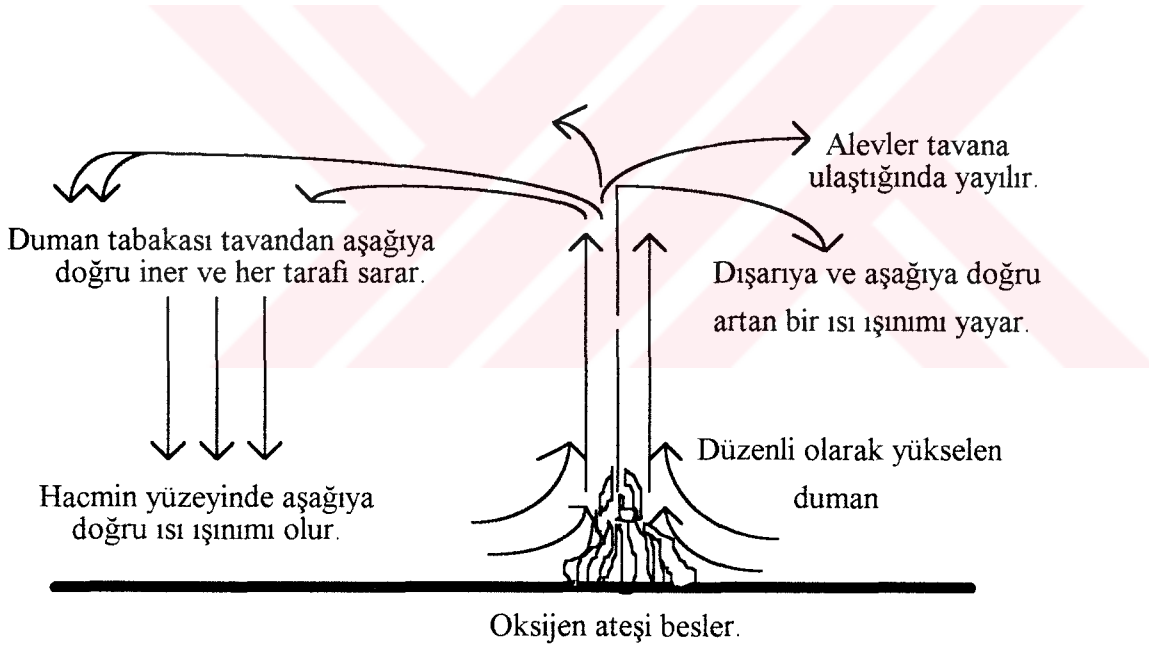 Alevler tavana
ulaştığında yayılır.
Duman tabakası tavandan aşağıya
doğru iner ve her tarafı sarar.
Dışarıya ve aşağıya doğru
artan bir ısı ışınımı yayar.
Düzenli olarak yükselen
duman
Hacmin yüzeyinde aşağıya
doğru ısı ışınımı olur.
Oksijen ateşi besler.